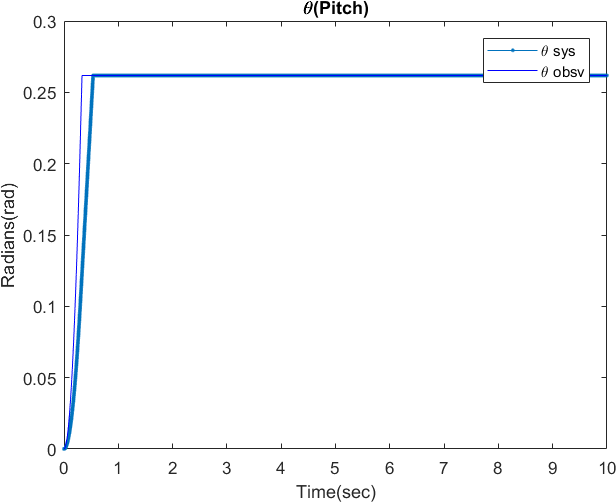 θ(Pitch)
0.3
0.25
0.2
0.15
0.1
0.05
0
Radians(rad)
θ sys
θ obsv
0 1 2 3 4 5 6 7 8 9 10
Time(sec)